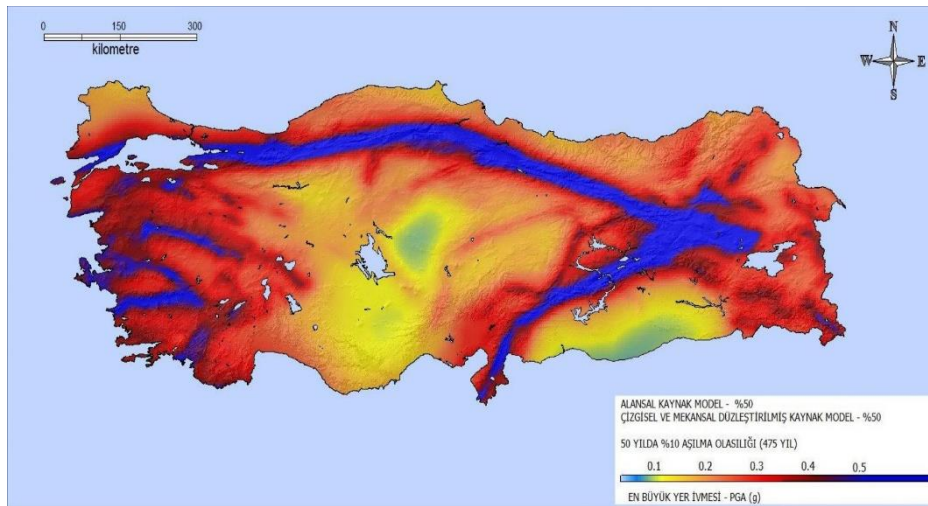 0 150 300
kilometre
N
W E
S
ALANSAL KAYNAK MODEL - %50
ÇİZGİSEL VE MEKANSAL DÜZLEŞTİRİLMİŞ KAYNAK MODEL - %50
50 YILDA %10 AŞILMA OLASILIĞI (475 YIL)
0.1 0.2 0.3 0.4 0.5
EN BÜYÜK YER İVMESİ - PGA (g)